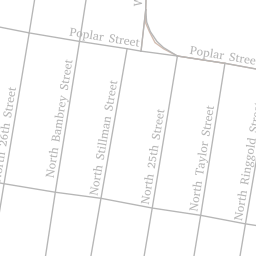 Poplar Street
Poplar Stree
North 26th Street
North Bambrey Street
North Stillman Street
North 25th Street
North Taylor Street
North Ringgold Stre